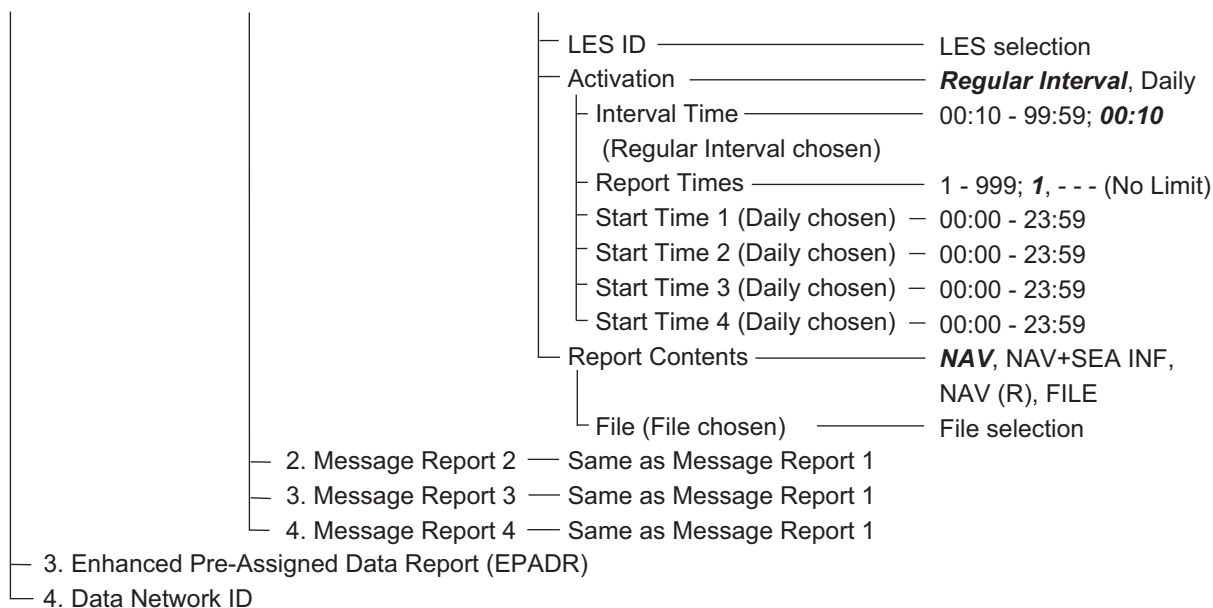 LES ID LES selection
Activation Regular Interval, Daily
Interval Time 00:10 - 99:59; 00:10
(Regular Interval chosen)
Report Times 1 - 999; 1, - - - (No Limit)
Start Time 1 (Daily chosen) 00:00 - 23:59
Start Time 2 (Daily chosen) 00:00 - 23:59
Start Time 3 (Daily chosen) 00:00 - 23:59
Start Time 4 (Daily chosen) 00:00 - 23:59
Report Contents NAV, NAV+SEA INF,
NAV (R), FILE
File (File chosen) File selection
2. Message Report 2 Same as Message Report 1
3. Message Report 3 Same as Message Report 1
4. Message Report 4 Same as Message Report 1
3. Enhanced Pre-Assigned Data Report (EPADR)
4. Data Network ID